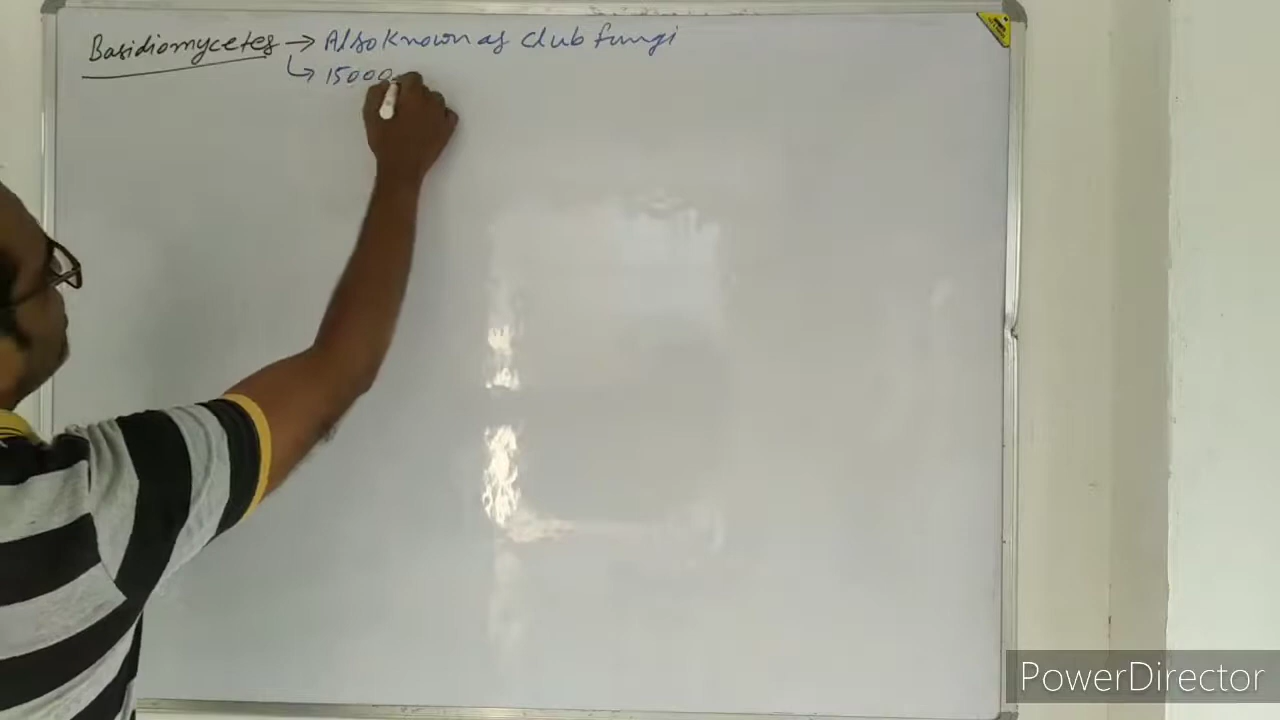 Basidiomycetes → Also Known as club fungi
↳ 15000
PowerDirector